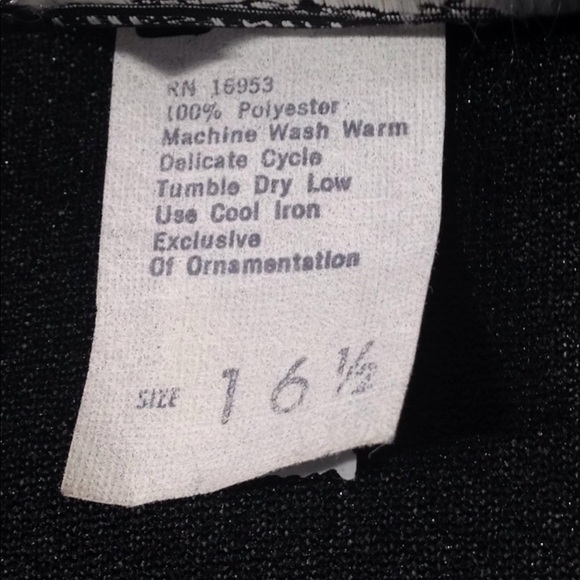 RN 16953
100% Polyester
Machine Wash Warm
Delicate Cycle
Tumble Dry Low
Use Cool Iron
Exclusive
Of Ornamentation
SIZE 16½